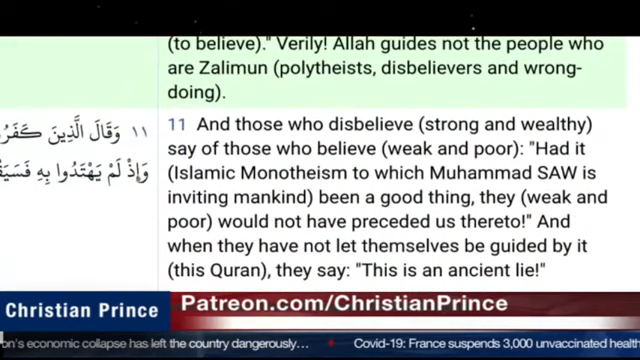 (to believe)." Verily! Allah guides not the people who
are Zalimun (polytheists, disbelievers and wrong-
doing).
11 And those who disbelieve (strong and wealthy)
say of those who believe (weak and poor): "Had it
(Islamic Monotheism to which Muhammad SAW is
inviting mankind) been a good thing, they (weak and
poor) would not have preceded us thereto!" And
when they have not let themselves be guided by it
(this Quran), they say: "This is an ancient lie!"
١١ وَقَالَ الَّذِينَ
وَإِذْ لَمْ يَهْتَدُوا بِهِ
Christian Prince
Patreon.com/ChristianPrince
on's economic collapse has left the country dangerously... Covid-19: France suspends 3,000 unvaccinated health